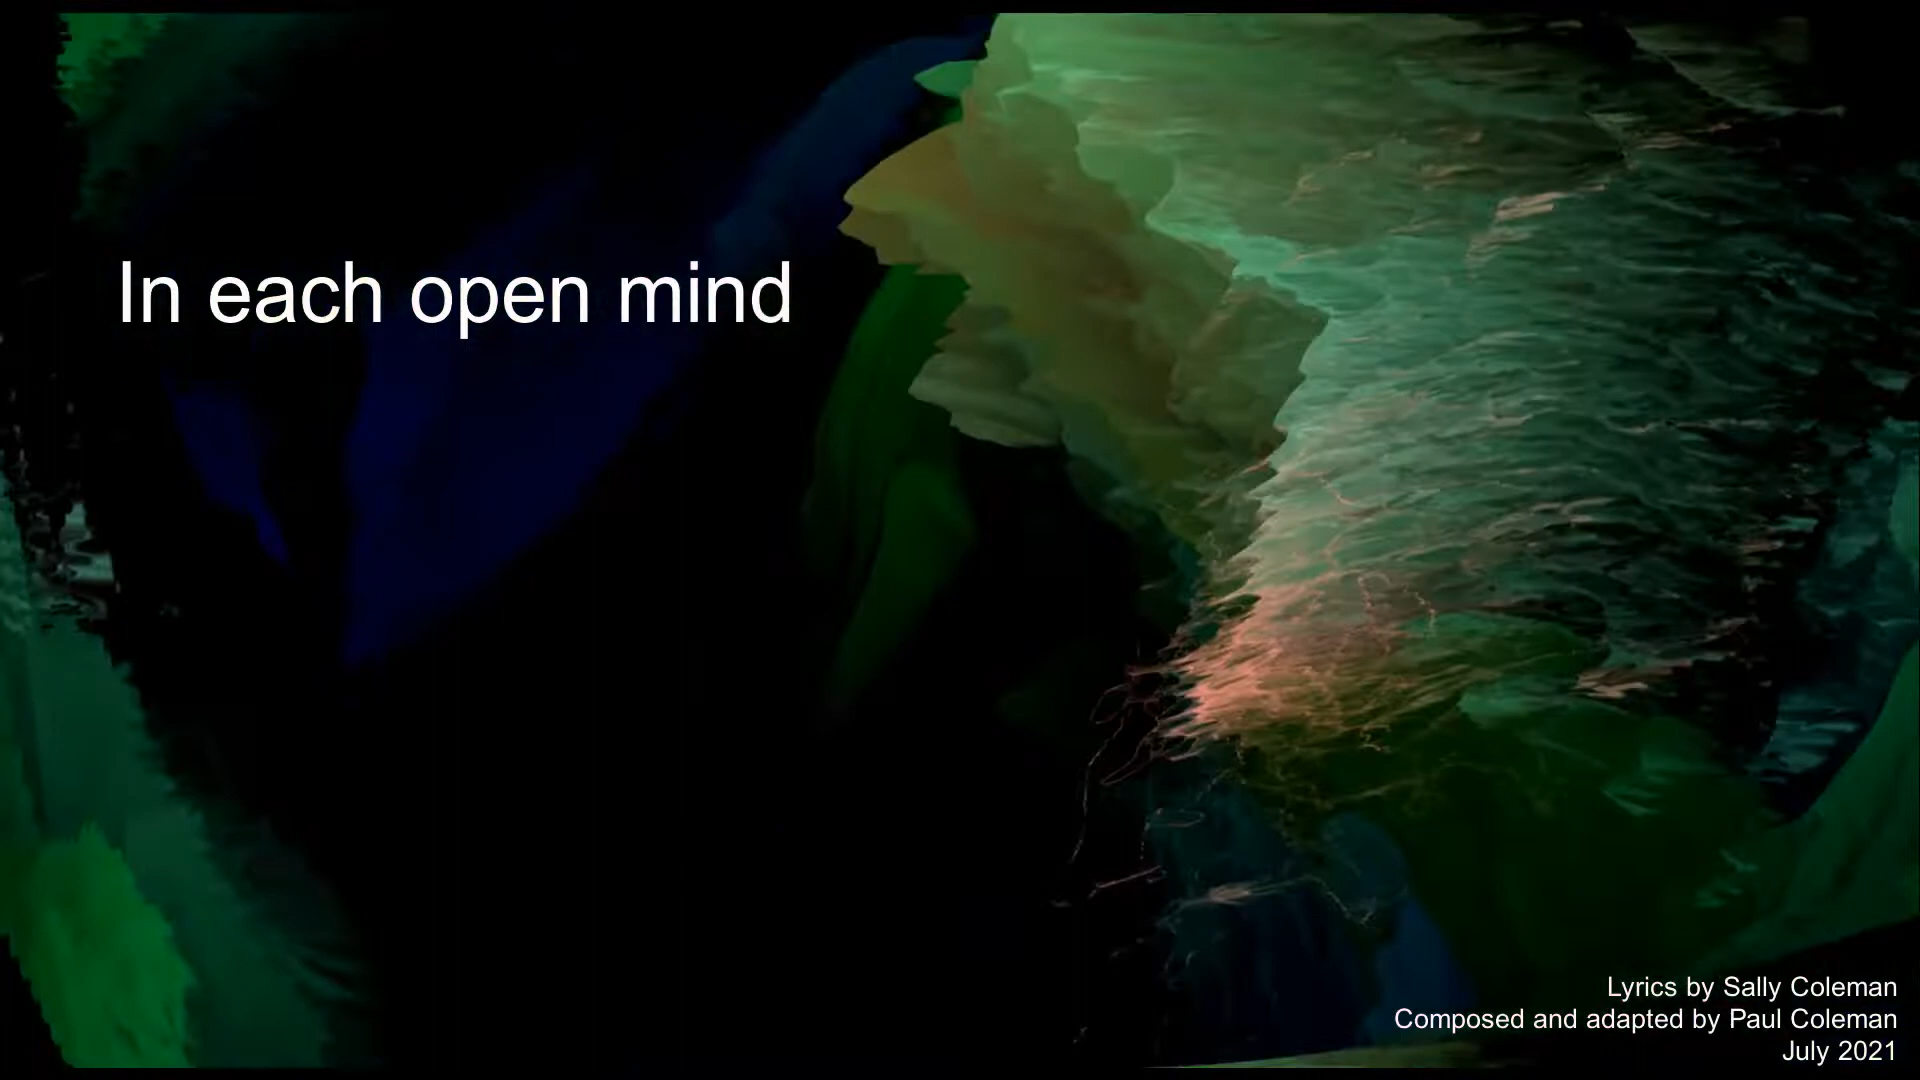 In each open mind
Lyrics by Sally Coleman
Composed and adapted by Paul Coleman
July 2021